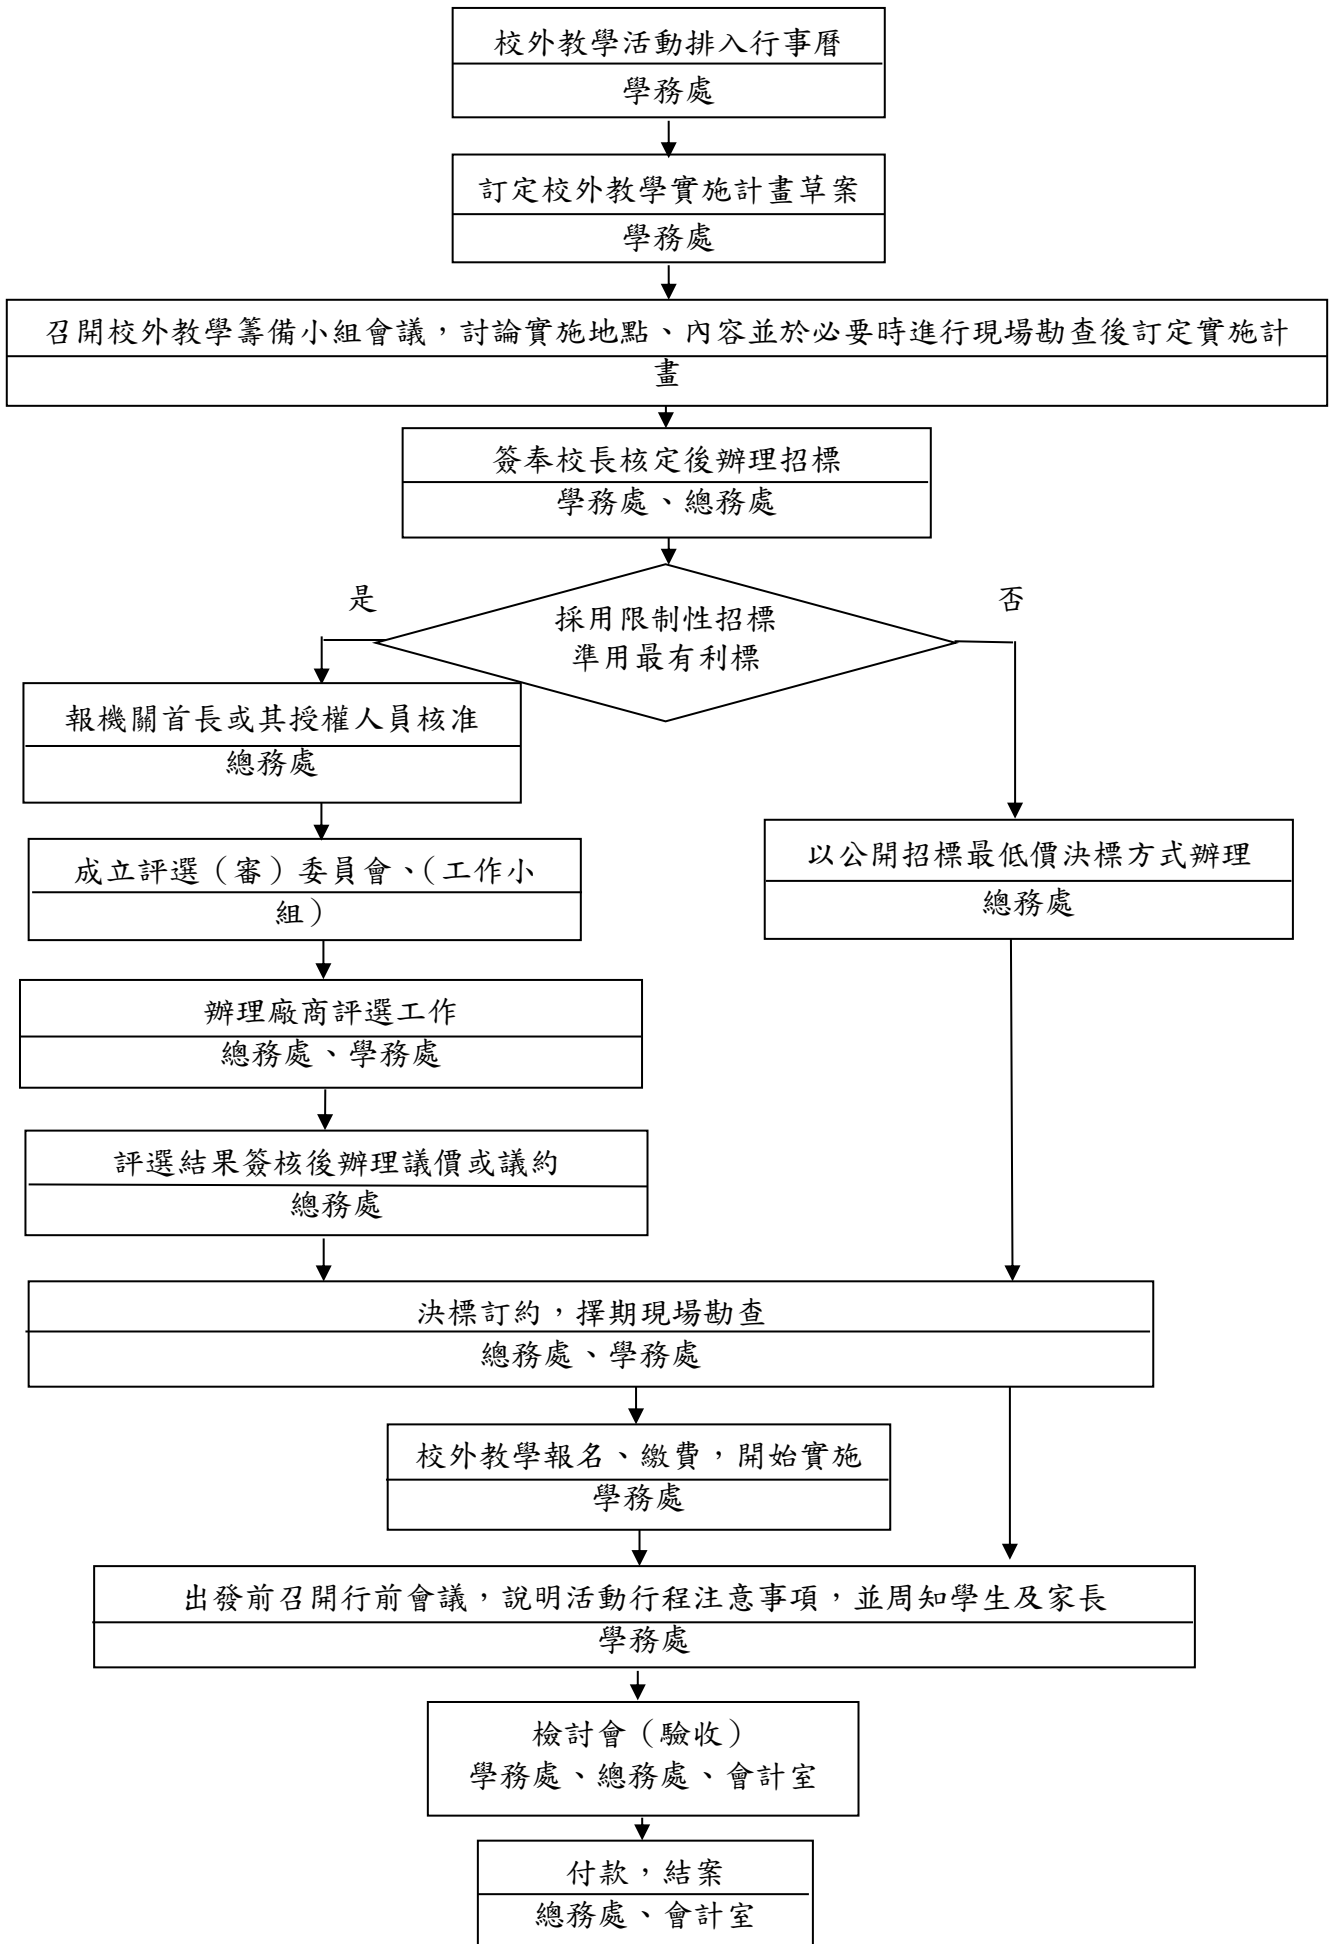 校外教學活動排入行事曆
學務處
訂定校外教學實施計畫草案
學務處
召開校外教學籌備小組會議，討論實施地點、內容並於必要時進行現場勘查後訂定實施計
畫
簽奉校長核定後辦理招標
學務處、總務處
是
否
採用限制性招標
準用最有利標
報機關首長或其授權人員核准
總務處
成立評選（審）委員會、（工作小
組）
以公開招標最低價決標方式辦理
總務處
辦理廠商評選工作
總務處、學務處
評選結果簽核後辦理議價或議約
總務處
決標訂約，擇期現場勘查
總務處、學務處
校外教學報名、繳費，開始實施
學務處
出發前召開行前會議，說明活動行程注意事項，並周知學生及家長
學務處
檢討會（驗收）
學務處、總務處、會計室
付款，結案
總務處、會計室